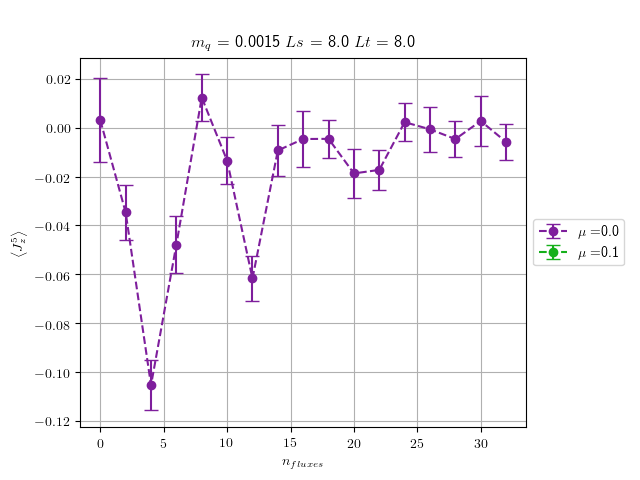 m_q = 0.0015 Ls = 8.0 Lt = 8.0
0.02
0.00
−0.02
−0.04
−0.06
−0.08
−0.10
−0.12
⟨J_z^5⟩
0 5 10 15 20 25 30
n_{fluxes}
μ =0.0
μ =0.1